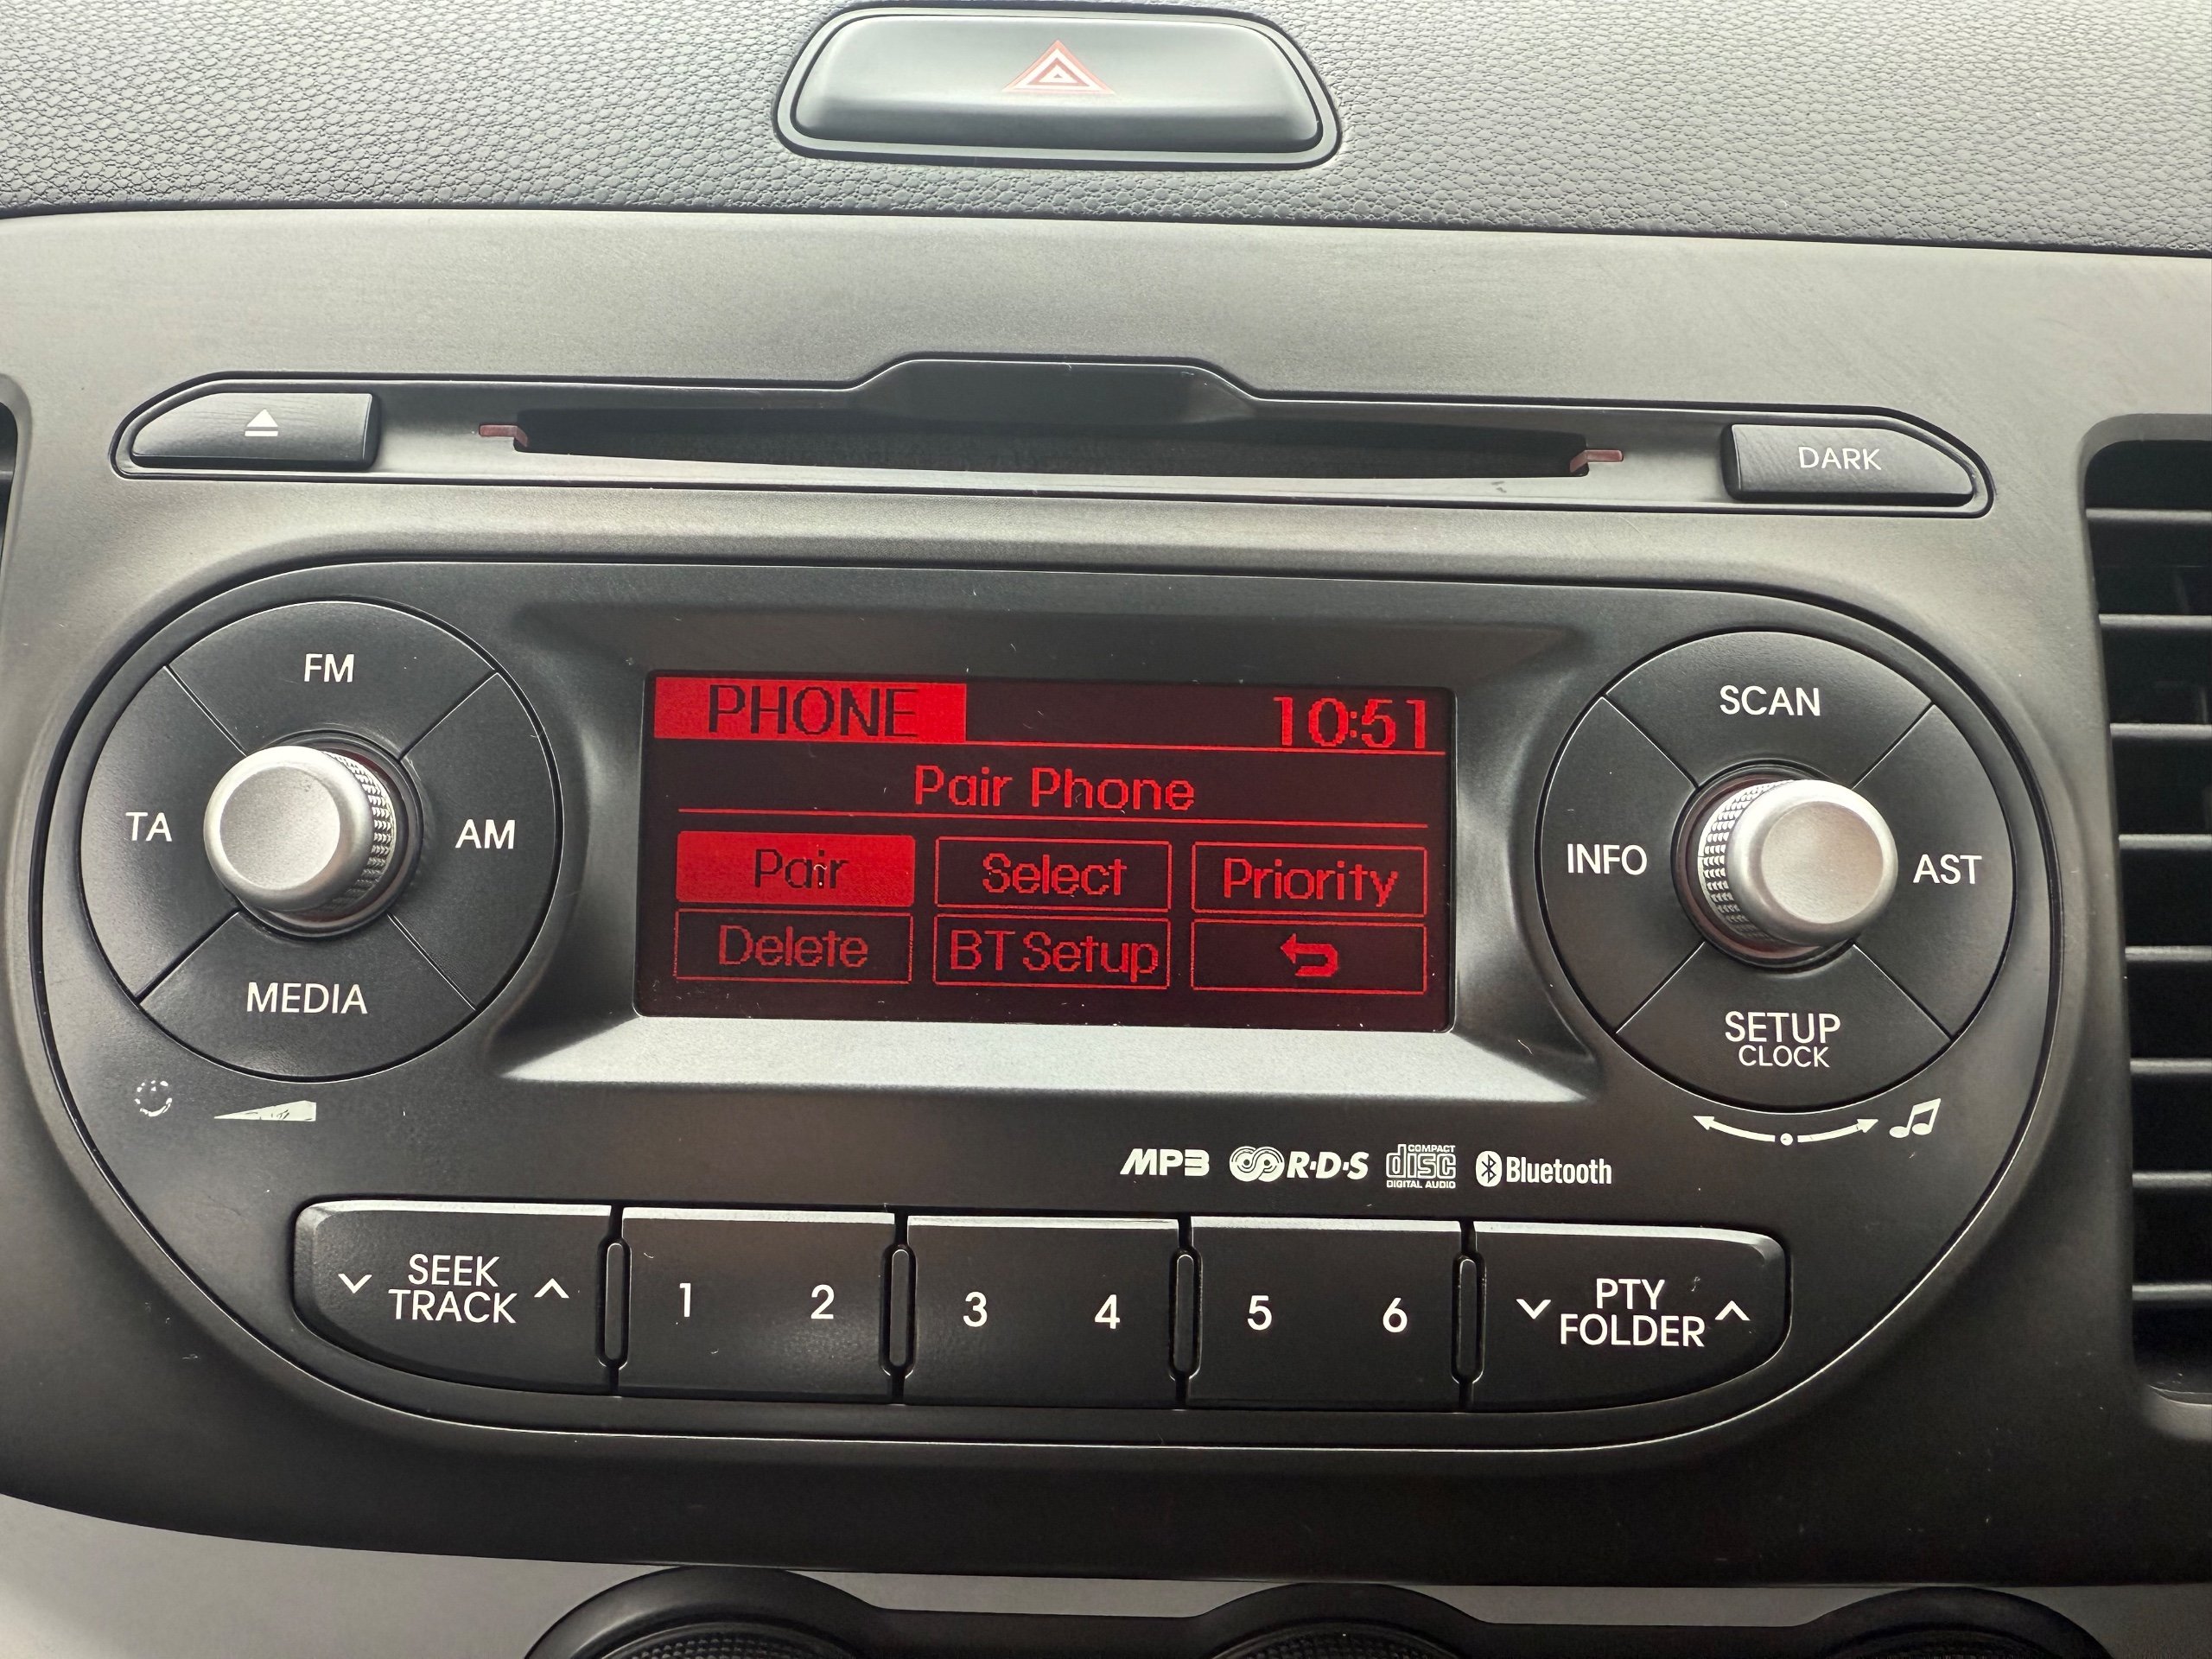 DARK
FM
TA
AM
MEDIA
PHONE 10:51
Pair Phone
Pair Select Priority
Delete BT Setup
SCAN
INFO
AST
SETUP
CLOCK
MP3 R·D·S COMPACT disc DIGITAL AUDIO Bluetooth
SEEK
TRACK
1 2 3 4 5 6
PTY
FOLDER